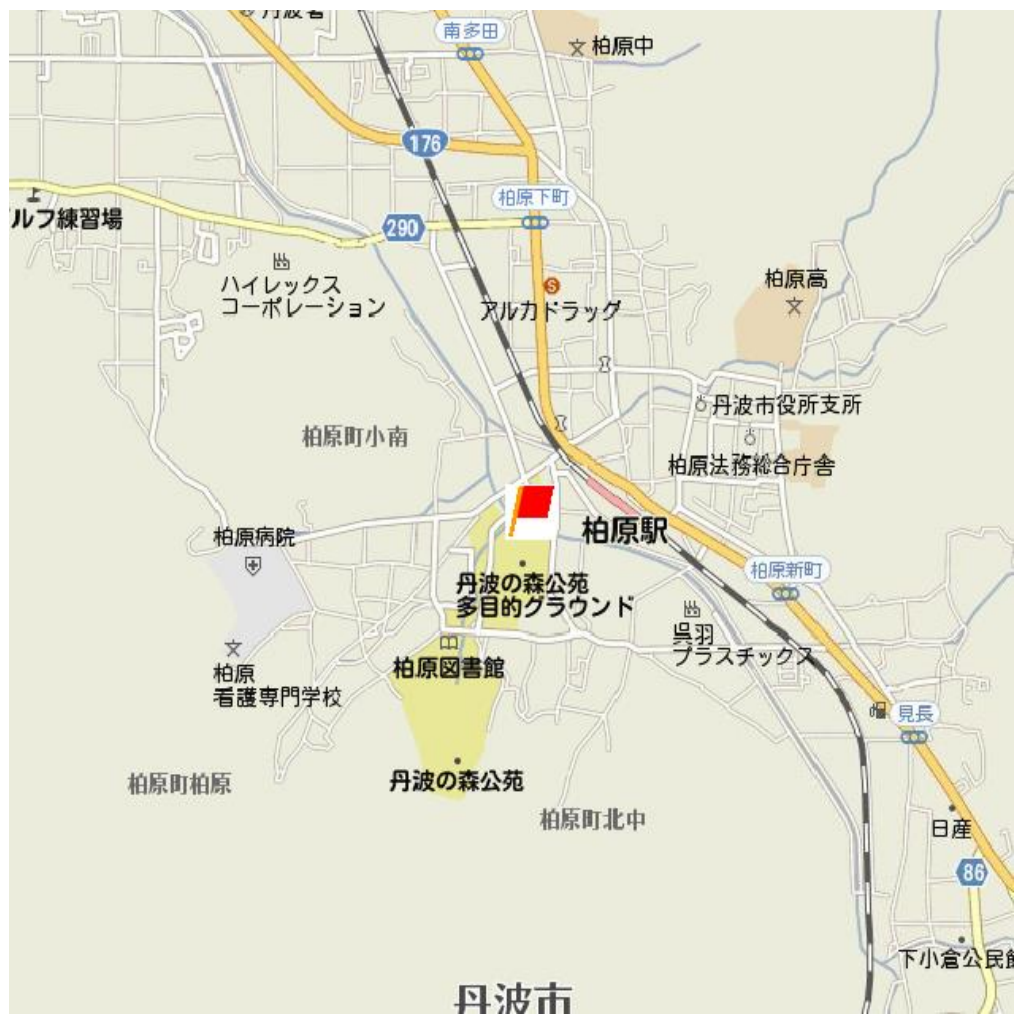 丹波署
南多田
柏原中
176
柏原下町
ルフ練習場
290
ハイレックス
コーポレーション
S
アルカドラッグ
柏原高
丹波市役所支所
柏原町小南
柏原法務総合庁舎
柏原病院
柏原駅
丹波の森公苑
多目的グラウンド
柏原新町
呉羽
プラスチックス
柏原図書館
柏原
看護専門学校
見長
丹波の森公苑
柏原町柏原
柏原町北中
日産
86
下小倉公民館
丹波市